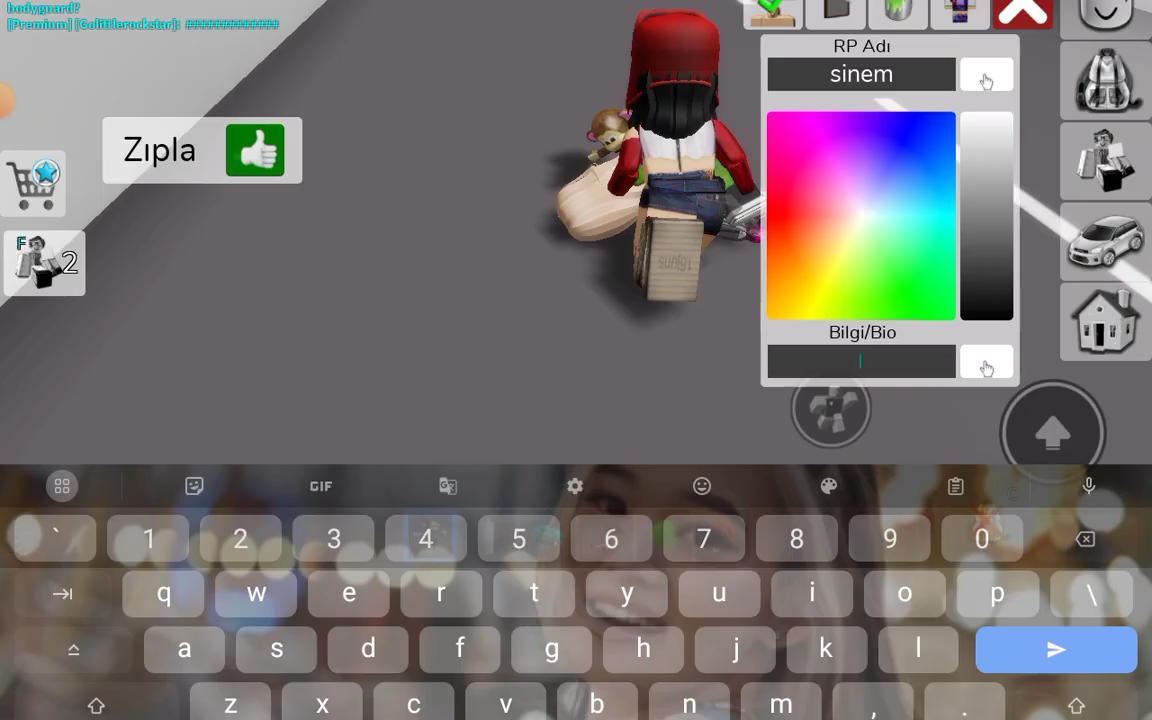 bodyguard?
[Premium] [Golittlerockstar]: #############
RP Adı
sinem
Zıpla
F
2
Bilgi/Bio
GIF
` 1 2 3 4 5 6 7 8 9 0
q w e r t y u i o p \
a s d f g h j k l
z x c v b n m , .